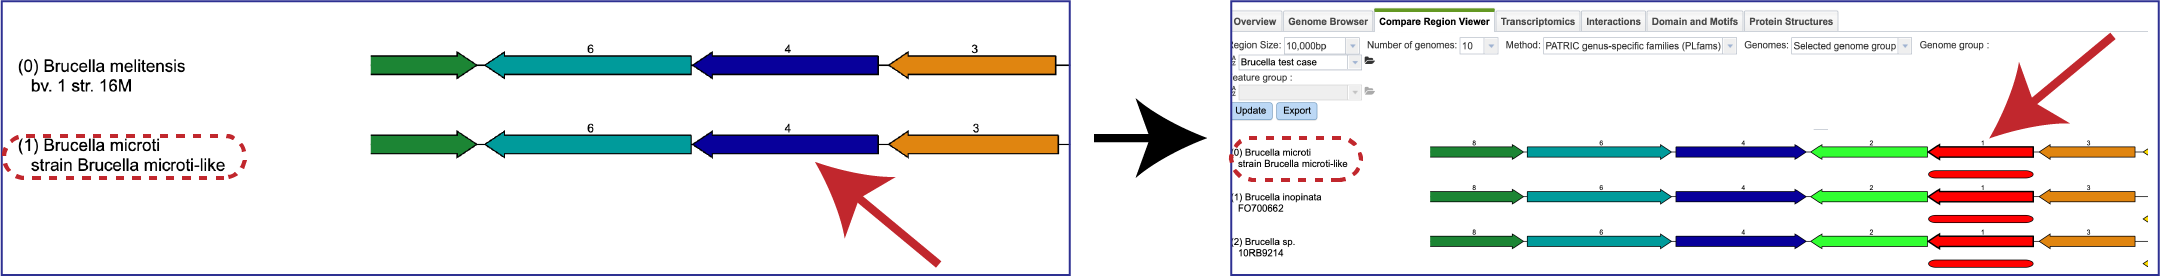 6 4 3
(0) Brucella melitensis
bv. 1 str. 16M
6 4 3
(1) Brucella microti
strain Brucella microti-like
Overview Genome Browser Compare Region Viewer Transcriptomics Interactions Domain and Motifs Protein Structures
egion Size: 10,000bp Number of genomes: 10 Method: PATRIC genus-specific families (PLfams) Genomes: Selected genome group Genome group :
Brucella test case
eature group :
Update Export
8 6 4 2 1 3
(0) Brucella microti
strain Brucella microti-like
8 6 4 2 1 3
(1) Brucella inopinata
FO700662
8 6 4 2 1 3
(2) Brucella sp.
10RB9214